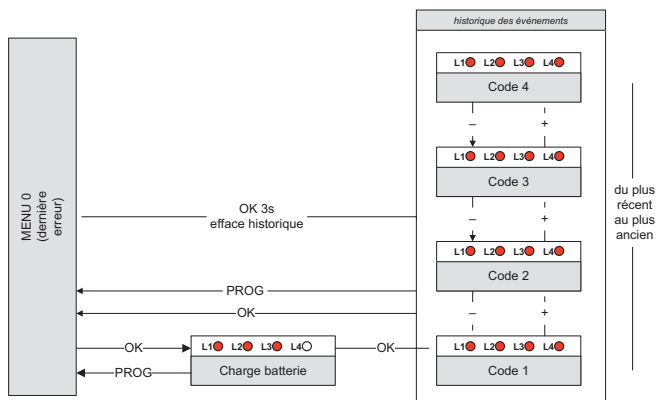 historique des événements
L1 L2 L3 L4
Code 4
– +
L1 L2 L3 L4
Code 3
– +
L1 L2 L3 L4
Code 2
– +
L1 L2 L3 L4
Code 1
du plus
récent
au plus
ancien
MENU 0
(dernière
erreur)
OK 3s
efface historique
PROG
OK
OK
L1 L2 L3 L4
Charge batterie
OK
PROG